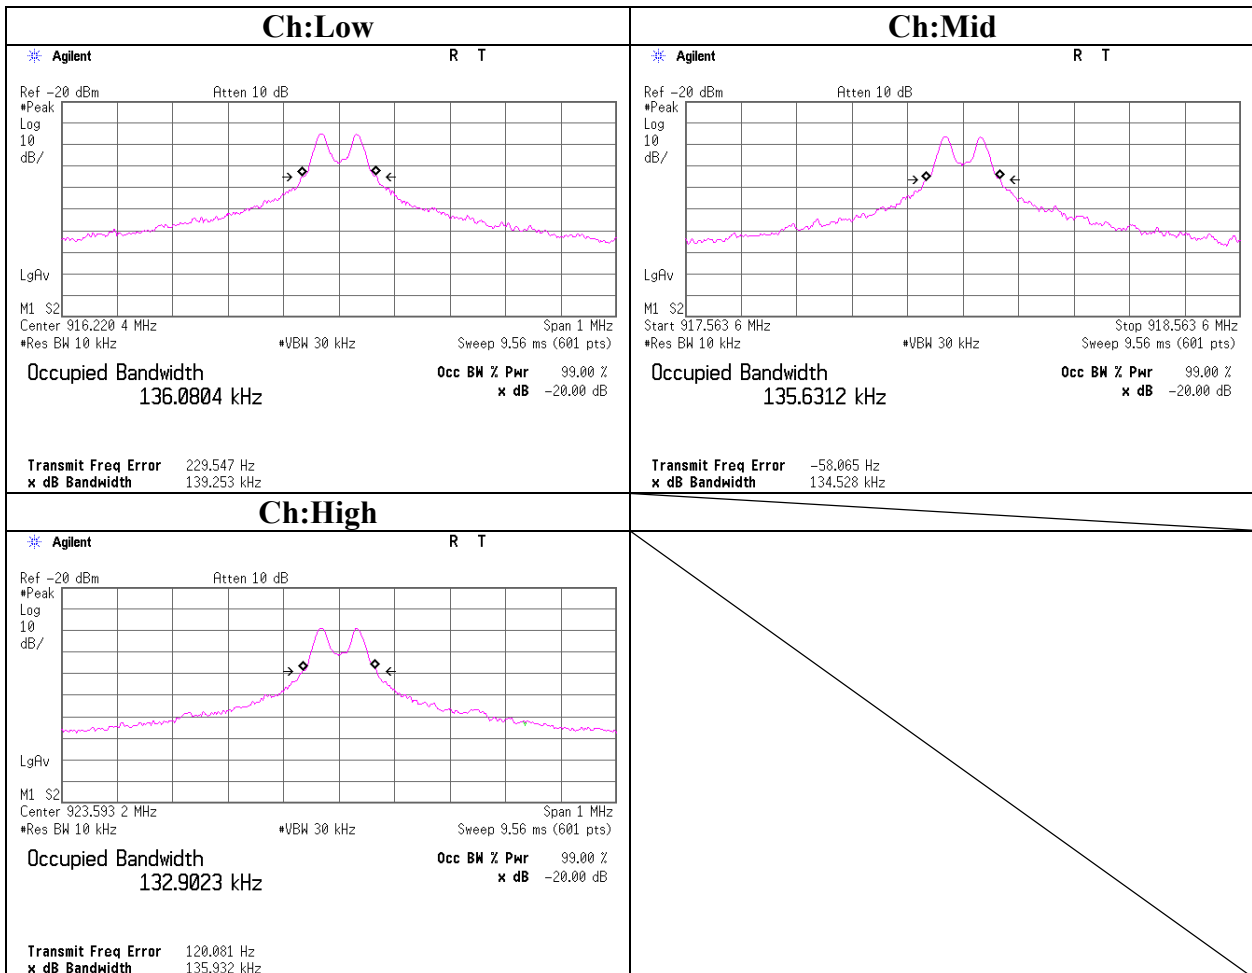 Ch:Low
Agilent
R T
Ref -20 dBm
Atten 10 dB
#Peak
Log
10
dB/
LgAv
M1 S2
Center 916.220 4 MHz
Span 1 MHz
#Res BW 10 kHz
#VBW 30 kHz
Sweep 9.56 ms (601 pts)
Occupied Bandwidth
136.0804 kHz
Occ BW % Pwr 99.00 %
x dB -20.00 dB
Transmit Freq Error 229.547 Hz
x dB Bandwidth 139.253 kHz
Ch:Mid
Agilent
R T
Ref -20 dBm
Atten 10 dB
#Peak
Log
10
dB/
LgAv
M1 S2
Start 917.563 6 MHz
Stop 918.563 6 MHz
#Res BW 10 kHz
#VBW 30 kHz
Sweep 9.56 ms (601 pts)
Occupied Bandwidth
135.6312 kHz
Occ BW % Pwr 99.00 %
x dB -20.00 dB
Transmit Freq Error -58.065 Hz
x dB Bandwidth 134.528 kHz
Ch:High
Agilent
R T
Ref -20 dBm
Atten 10 dB
#Peak
Log
10
dB/
LgAv
M1 S2
Center 923.593 2 MHz
Span 1 MHz
#Res BW 10 kHz
#VBW 30 kHz
Sweep 9.56 ms (601 pts)
Occupied Bandwidth
132.9023 kHz
Occ BW % Pwr 99.00 %
x dB -20.00 dB
Transmit Freq Error 120.081 Hz
x dB Bandwidth 135.932 kHz